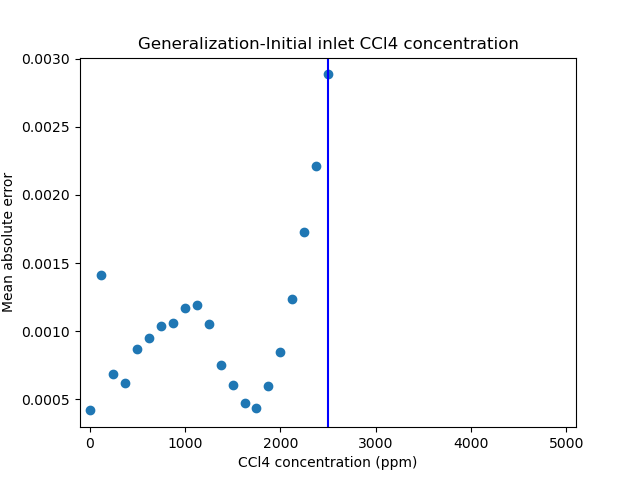 Generalization-Initial inlet CCl4 concentration
0.0030
0.0025
0.0020
0.0015
0.0010
0.0005
Mean absolute error
0 1000 2000 3000 4000 5000
CCl4 concentration (ppm)